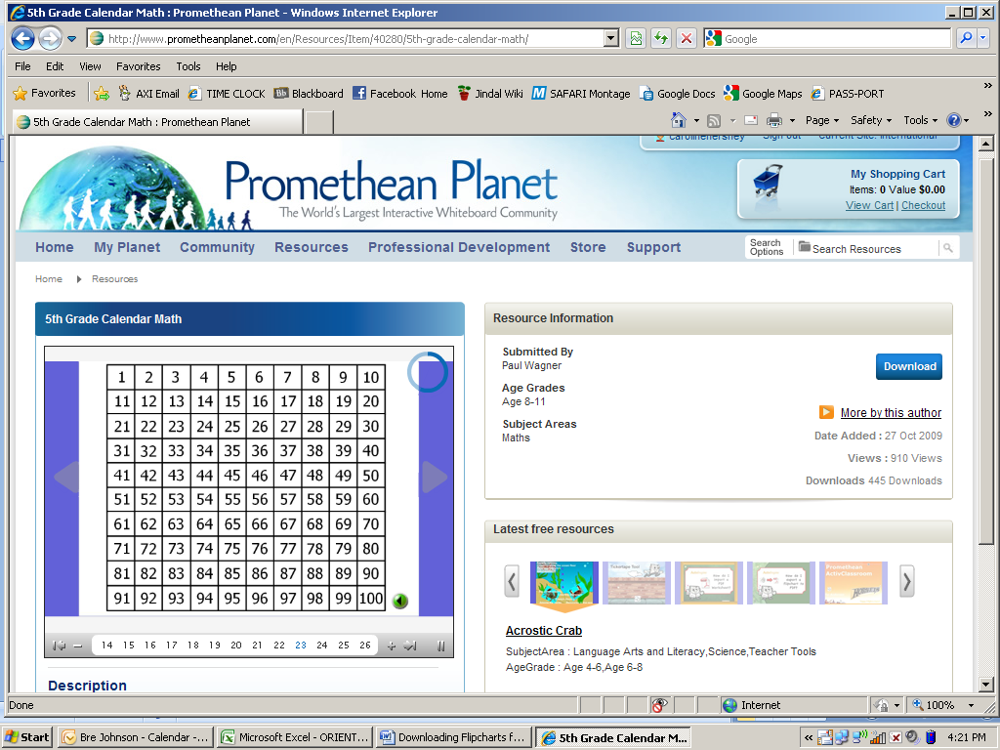 5th Grade Calendar Math : Promethean Planet - Windows Internet Explorer
http://www.prometheanplanet.com/en/Resources/Item/40280/5th-grade-calendar-math/
Google
File Edit View Favorites Tools Help
Favorites AXI Email TIME CLOCK Bb Blackboard Facebook Home Jindal Wiki SAFARI Montage Google Docs Google Maps PASS-PORT
5th Grade Calendar Math : Promethean Planet
Page Safety Tools
carolinehershey Sign out Current Site: International
Promethean Planet
The World's Largest Interactive Whiteboard Community
My Shopping Cart
Items: 0 Value $0.00
View Cart | Checkout
Home My Planet Community Resources Professional Development Store Support
Search Options
Search Resources
Home Resources
5th Grade Calendar Math
1 2 3 4 5 6 7 8 9 10
11 12 13 14 15 16 17 18 19 20
21 22 23 24 25 26 27 28 29 30
31 32 33 34 35 36 37 38 39 40
41 42 43 44 45 46 47 48 49 50
51 52 53 54 55 56 57 58 59 60
61 62 63 64 65 66 67 68 69 70
71 72 73 74 75 76 77 78 79 80
81 82 83 84 85 86 87 88 89 90
91 92 93 94 95 96 97 98 99 100
14 15 16 17 18 19 20 21 22 23 24 25 26
Description
Resource Information
Submitted By
Paul Wagner
Age Grades
Age 8-11
Subject Areas
Maths
Download
More by this author
Date Added : 27 Oct 2009
Views : 910 Views
Downloads 445 Downloads
Latest free resources
Acrostic Crab
SubjectArea : Language Arts and Literacy,Science,Teacher Tools
AgeGrade : Age 4-6,Age 6-8
Done
Internet
100%
Start
Bre Johnson - Calendar -...
Microsoft Excel - ORIENT...
Downloading Flipcharts f...
5th Grade Calendar M...
4:21 PM